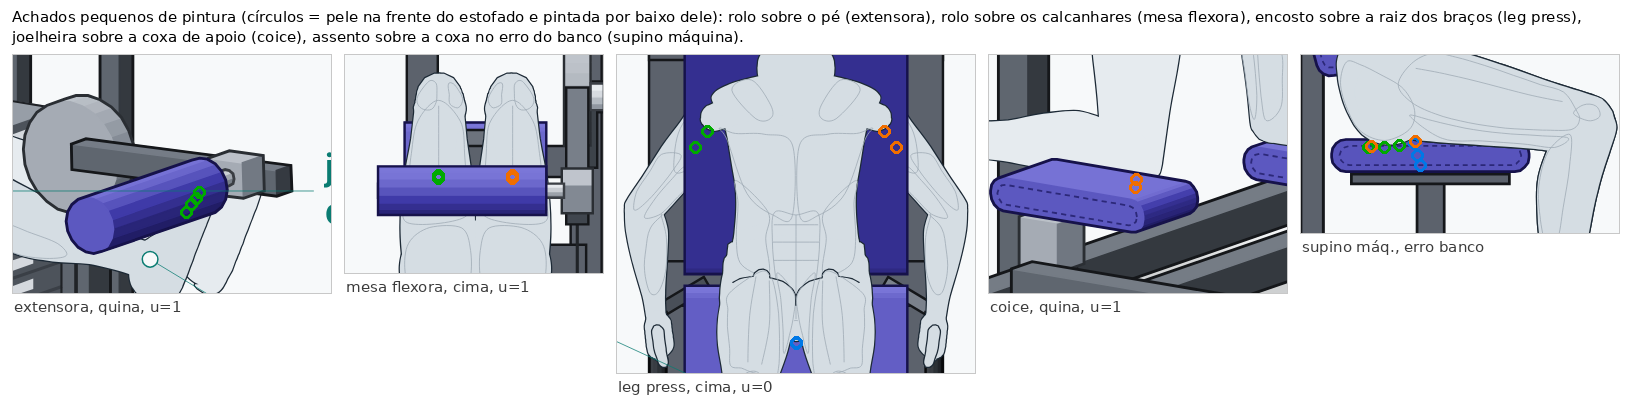 Achados pequenos de pintura (círculos = pele na frente do estofado e pintada por baixo dele): rolo sobre o pé (extensora), rolo sobre os calcanhares (mesa flexora), encosto sobre a raiz dos braços (leg press),
joelheira sobre a coxa de apoio (coice), assento sobre a coxa no erro do banco (supino máquina).
extensora, quina, u=1
mesa flexora, cima, u=1
leg press, cima, u=0
coice, quina, u=1
supino máq., erro banco